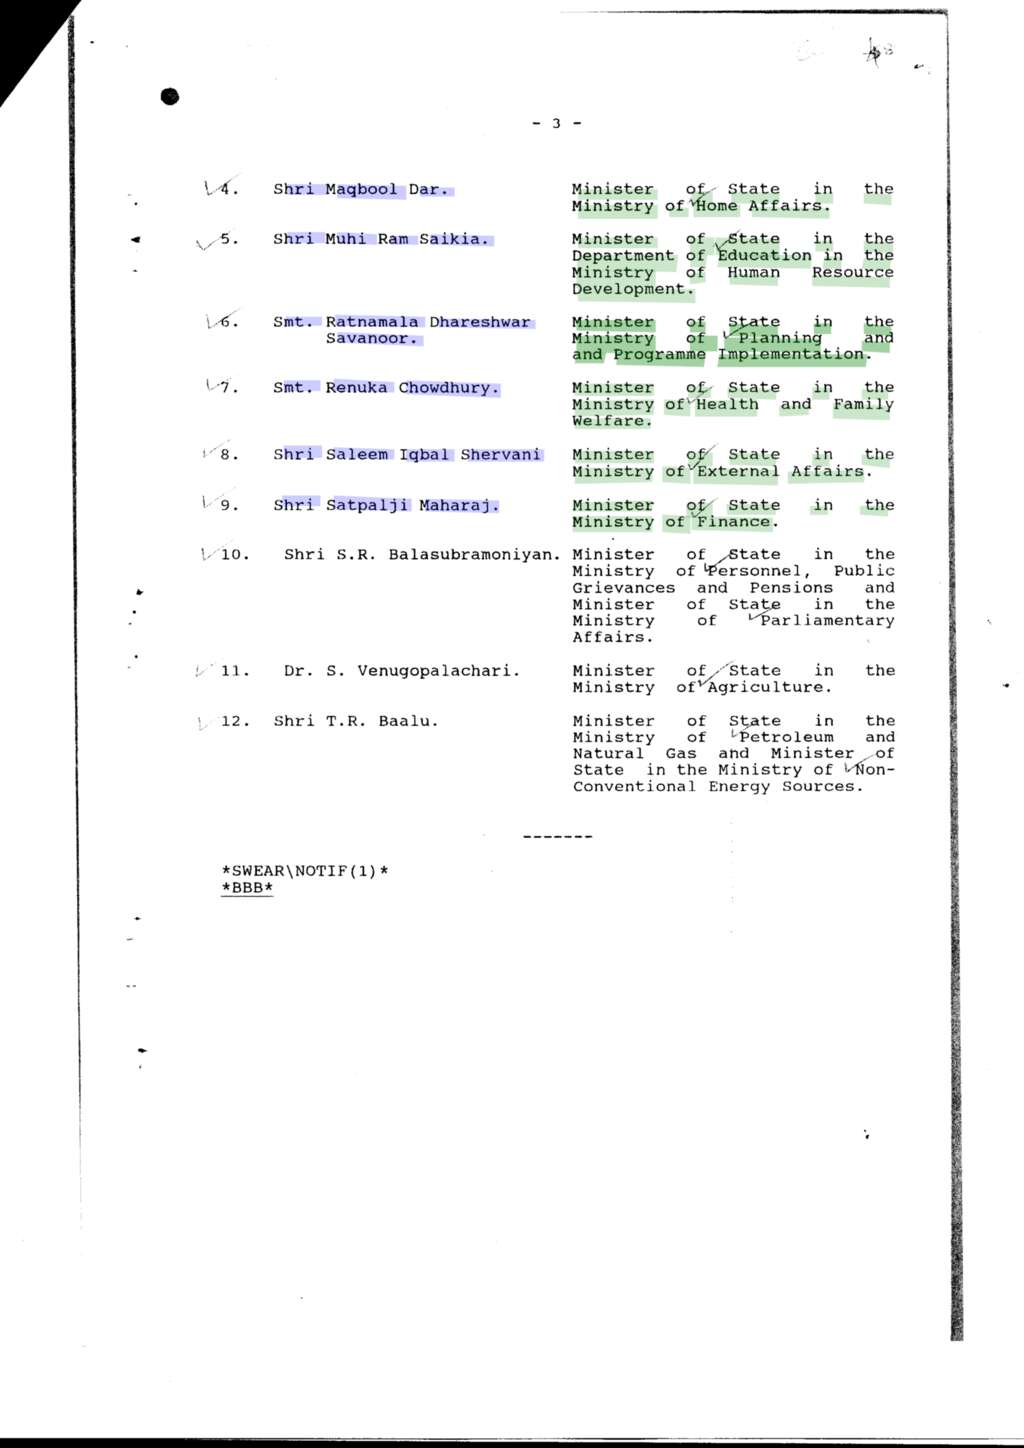 - 3 -
4. Shri Maqbool Dar. Minister of State in the
Ministry of Home Affairs.
5. Shri Muhi Ram Saikia. Minister of State in the
Department of Education in the
Ministry of Human Resource
Development.
6. Smt. Ratnamala Dhareshwar Minister of State in the
Savanoor. Ministry of Planning and
and Programme Implementation.
7. Smt. Renuka Chowdhury. Minister of State in the
Ministry of Health and Family
Welfare.
8. Shri Saleem Iqbal Shervani Minister of State in the
Ministry of External Affairs.
9. Shri Satpalji Maharaj. Minister of State in the
Ministry of Finance.
10. Shri S.R. Balasubramoniyan. Minister of State in the
Ministry of Personnel, Public
Grievances and Pensions and
Minister of State in the
Ministry of Parliamentary
Affairs.
11. Dr. S. Venugopalachari. Minister of State in the
Ministry of Agriculture.
12. Shri T.R. Baalu. Minister of State in the
Ministry of Petroleum and
Natural Gas and Minister of
State in the Ministry of Non-
Conventional Energy Sources.
-------
*SWEAR\NOTIF(1)*
*BBB*